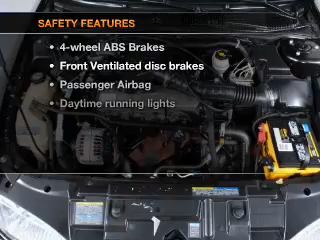 SAFETY FEATURES
• 4-wheel ABS Brakes
• Front Ventilated disc brakes
• Passenger Airbag
• Daytime running lights